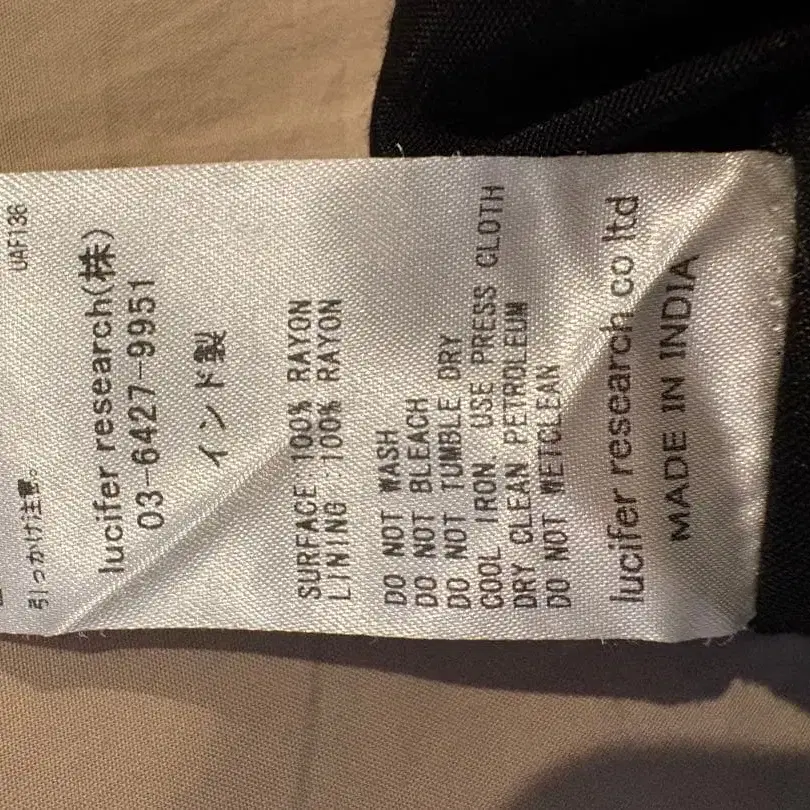 UAF136
引っかけ注意。
lucifer research(株)
03-6427-9951
インド製
SURFACE 100% RAYON
LINING :100% RAYON
DO NOT WASH
DO NOT BLEACH
DO NOT TUMBLE DRY
COOL IRON. USE PRESS CLOTH
DRY CLEAN PETROLEUM
DO NOT WETCLEAN
lucifer research co ltd
MADE IN INDIA